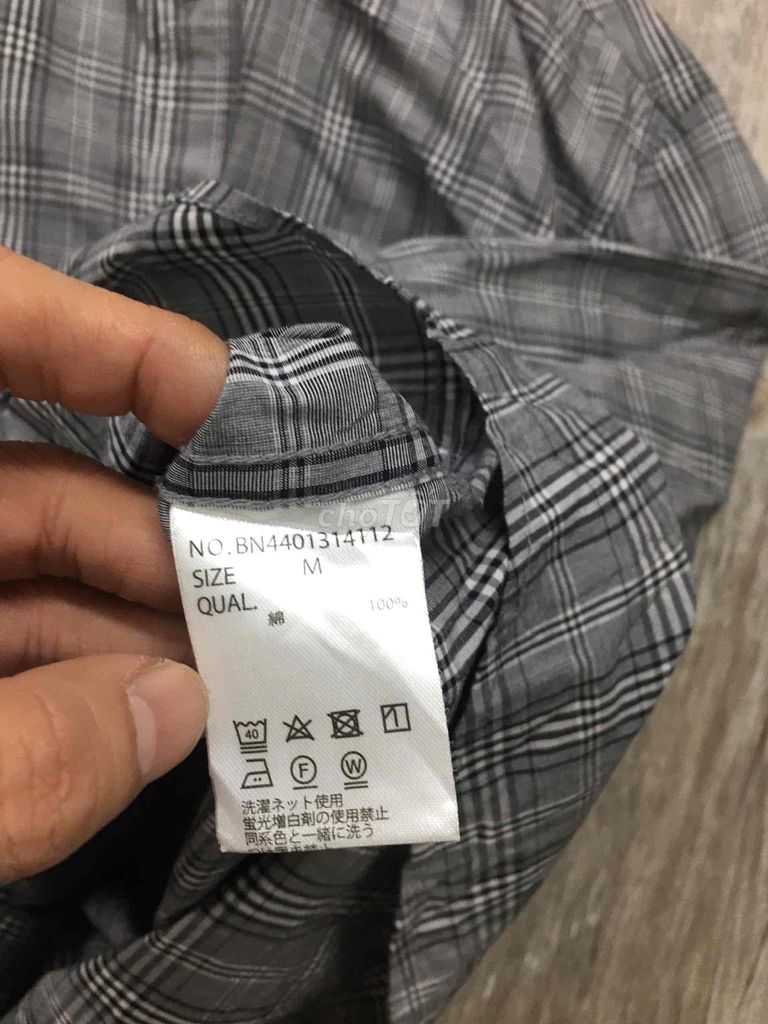 choTOT
NO.BN4401314112
SIZE M
QUAL. 綿 100%
40
F W
洗濯ネット使用
蛍光増白剤の使用禁止
同系色と一緒に洗う